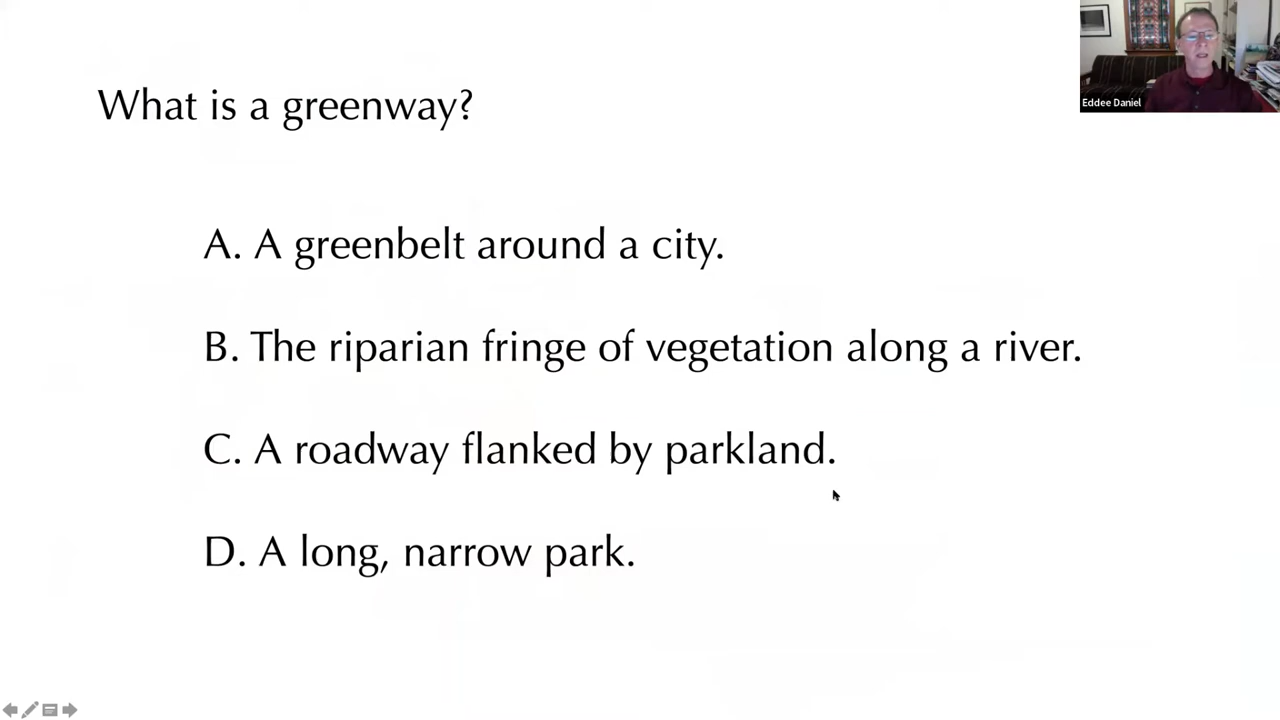 What is a greenway?
Eddee Daniel
A. A greenbelt around a city.
B. The riparian fringe of vegetation along a river.
C. A roadway flanked by parkland.
D. A long, narrow park.